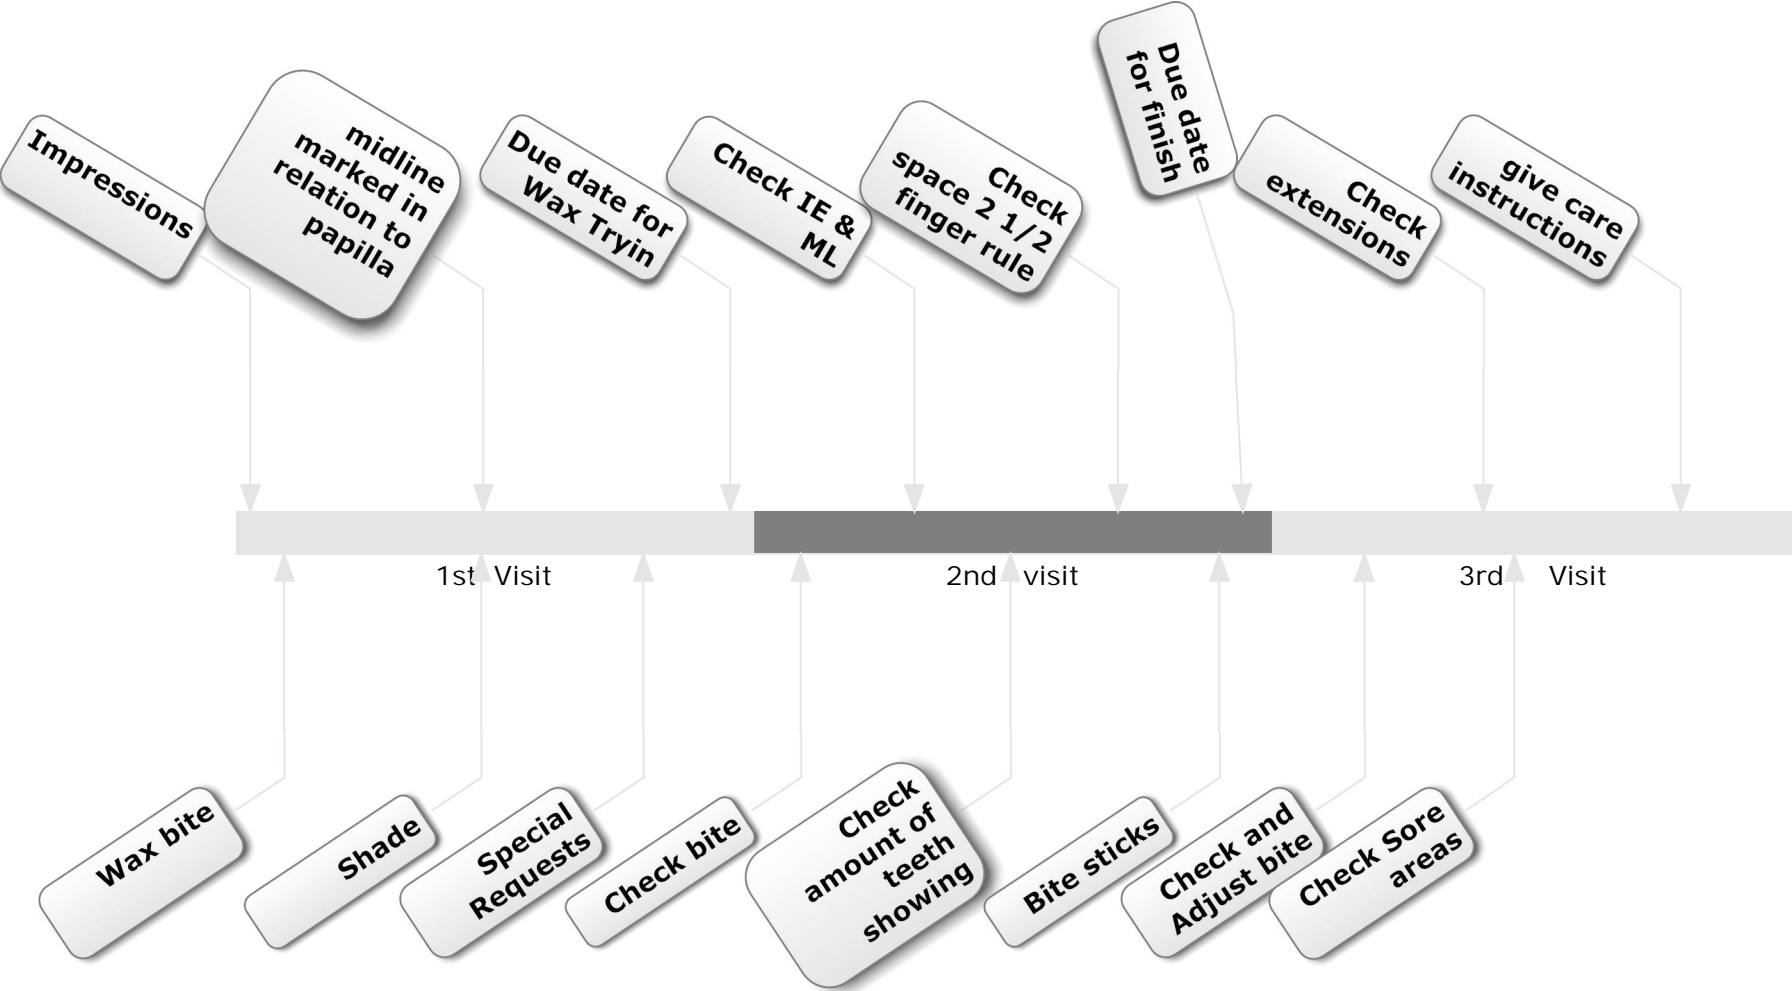 Impressions
midline
marked in
relation to
papilla
Due date for
Wax Tryin
Check IE &
ML
Check
space 2 1/2
finger rule
Due date
for finish
Check
extensions
give care
instructions
1st Visit
2nd visit
3rd Visit
Wax bite
Shade
Special
Requests
Check bite
Check
amount of
teeth
showing
Bite sticks
Check and
Adjust bite
Check Sore
areas